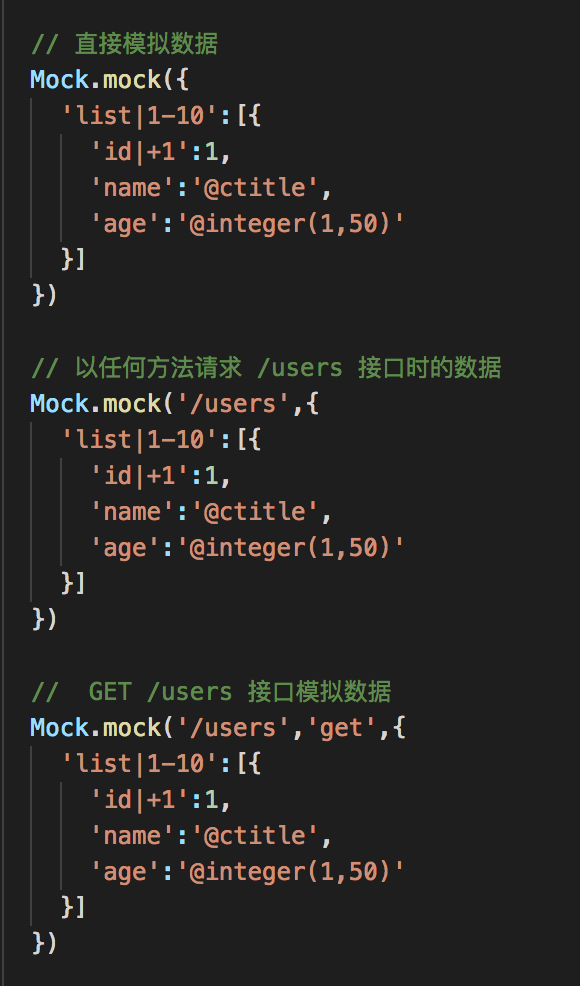 // 直接模拟数据
Mock.mock({
  'list|1-10':[{
    'id|+1':1,
    'name':'@ctitle',
    'age':'@integer(1,50)'
  }]
})

// 以任何方法请求 /users 接口时的数据
Mock.mock('/users',{
  'list|1-10':[{
    'id|+1':1,
    'name':'@ctitle',
    'age':'@integer(1,50)'
  }]
})

//  GET /users 接口模拟数据
Mock.mock('/users','get',{
  'list|1-10':[{
    'id|+1':1,
    'name':'@ctitle',
    'age':'@integer(1,50)'
  }]
})